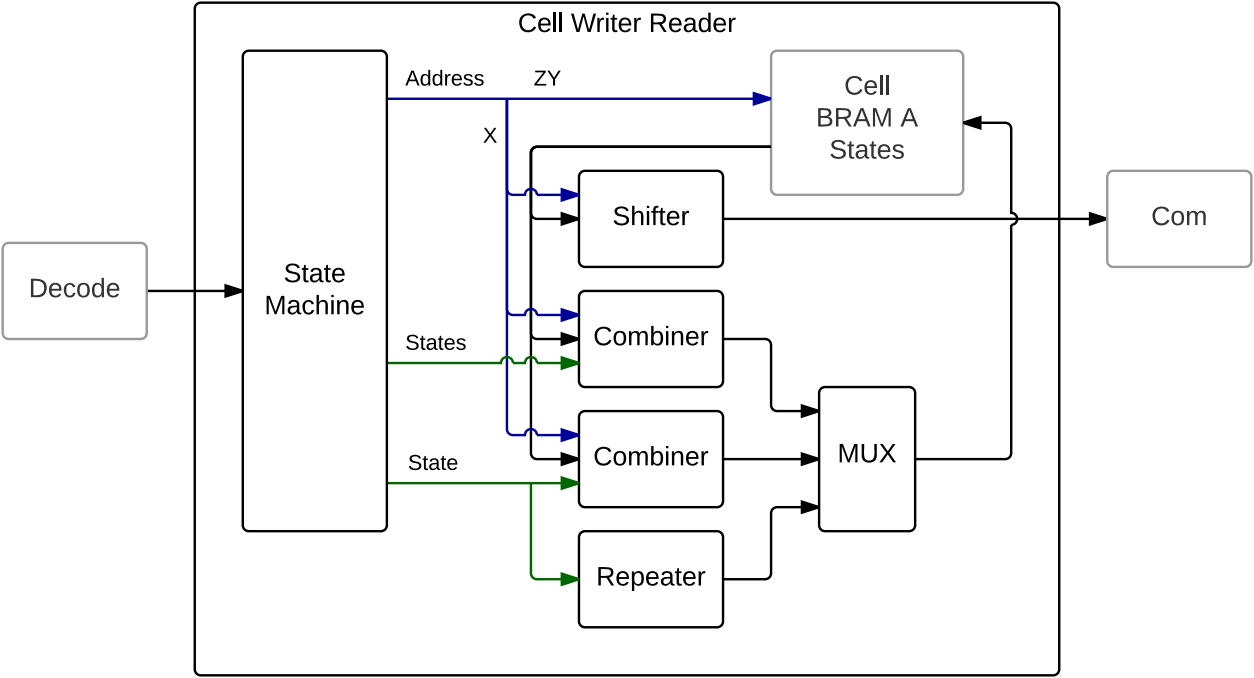 Cell Writer Reader
Address
ZY
Cell
BRAM A
States
X
Shifter
Com
Decode
State
Machine
States
Combiner
State
Combiner
MUX
Repeater